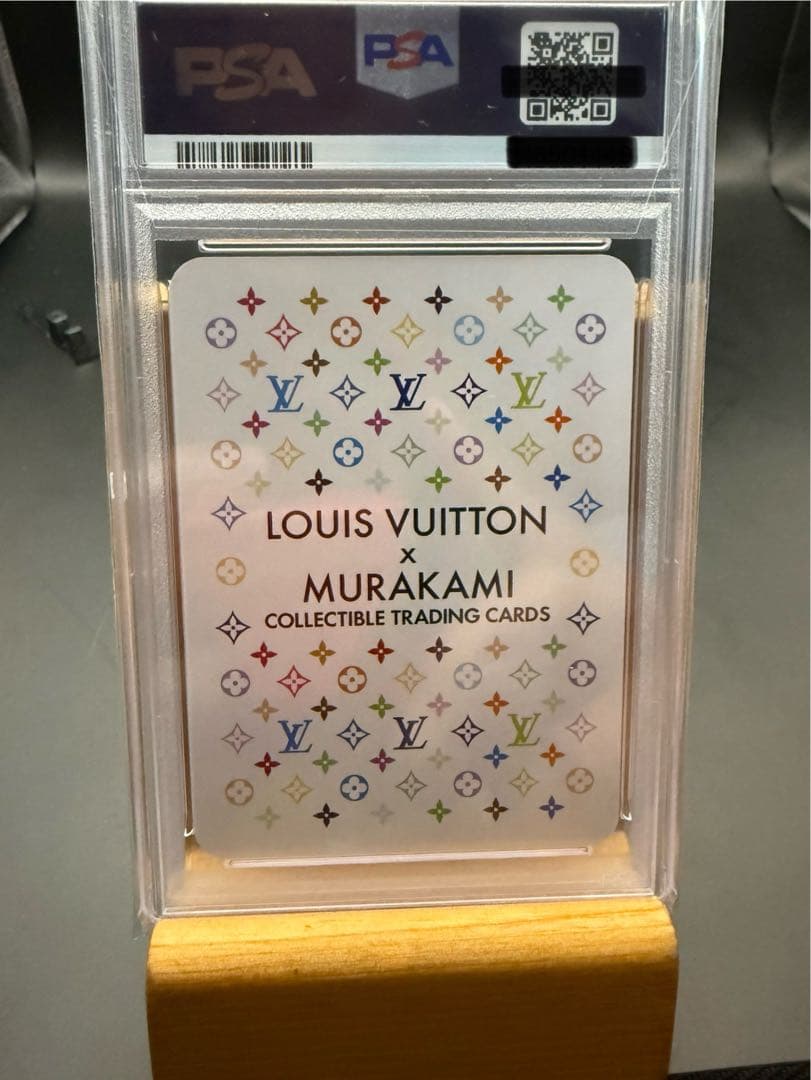 PSA PSA
LV LV LV
LOUIS VUITTON
x
MURAKAMI
COLLECTIBLE TRADING CARDS
LV LV LV